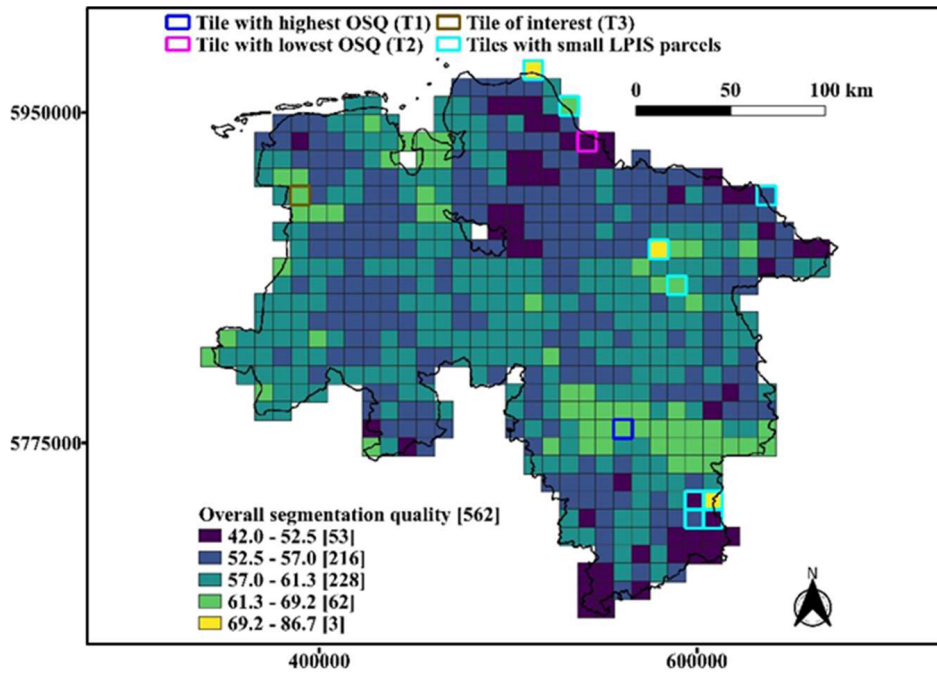 Tile with highest OSQ (T1) Tile of interest (T3)
Tile with lowest OSQ (T2) Tiles with small LPIS parcels
0 50 100 km
5950000
5775000
Overall segmentation quality [562]
42.0 - 52.5 [53]
52.5 - 57.0 [216]
57.0 - 61.3 [228]
61.3 - 69.2 [62]
69.2 - 86.7 [3]
N
400000 600000